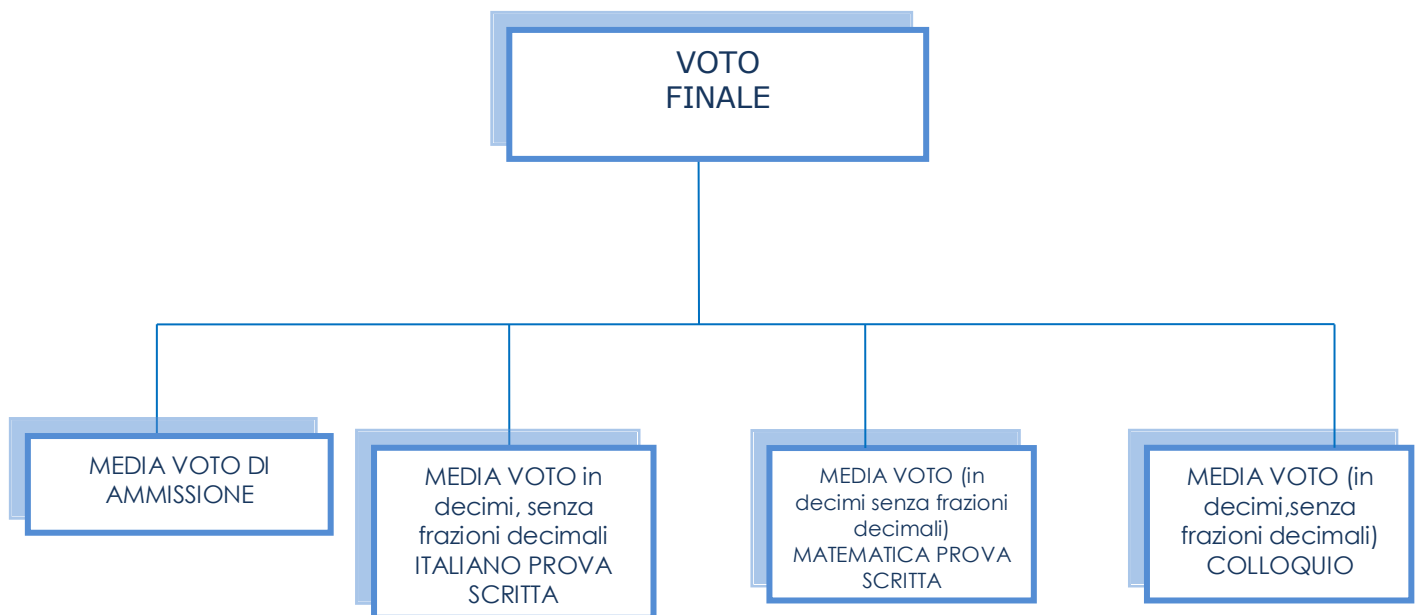 VOTO
FINALE
MEDIA VOTO DI
AMMISSIONE
MEDIA VOTO in
decimi, senza
frazioni decimali
ITALIANO PROVA
SCRITTA
MEDIA VOTO (in
decimi senza frazioni
decimali)
MATEMATICA PROVA
SCRITTA
MEDIA VOTO (in
decimi,senza
frazioni decimali)
COLLOQUIO